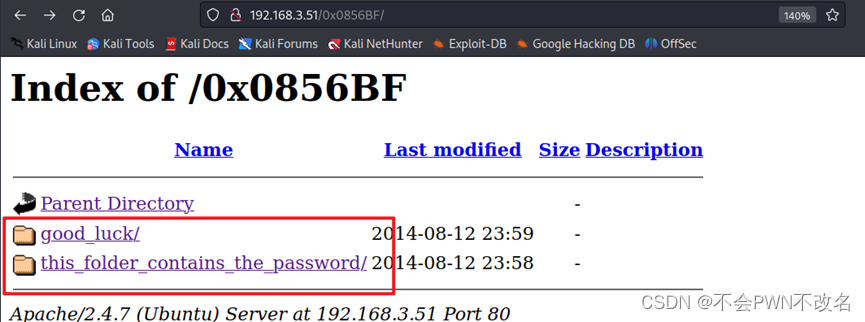 192.168.3.51/0x0856BF/
140%
Kali Linux Kali Tools Kali Docs Kali Forums Kali NetHunter Exploit-DB Google Hacking DB OffSec
Index of /0x0856BF
Name Last modified Size Description
Parent Directory -
good_luck/ 2014-08-12 23:59 -
this_folder_contains_the_password/ 2014-08-12 23:58 -
Apache/2.4.7 (Ubuntu) Server at 192.168.3.51 Port 80
CSDN @不会PWN不改名